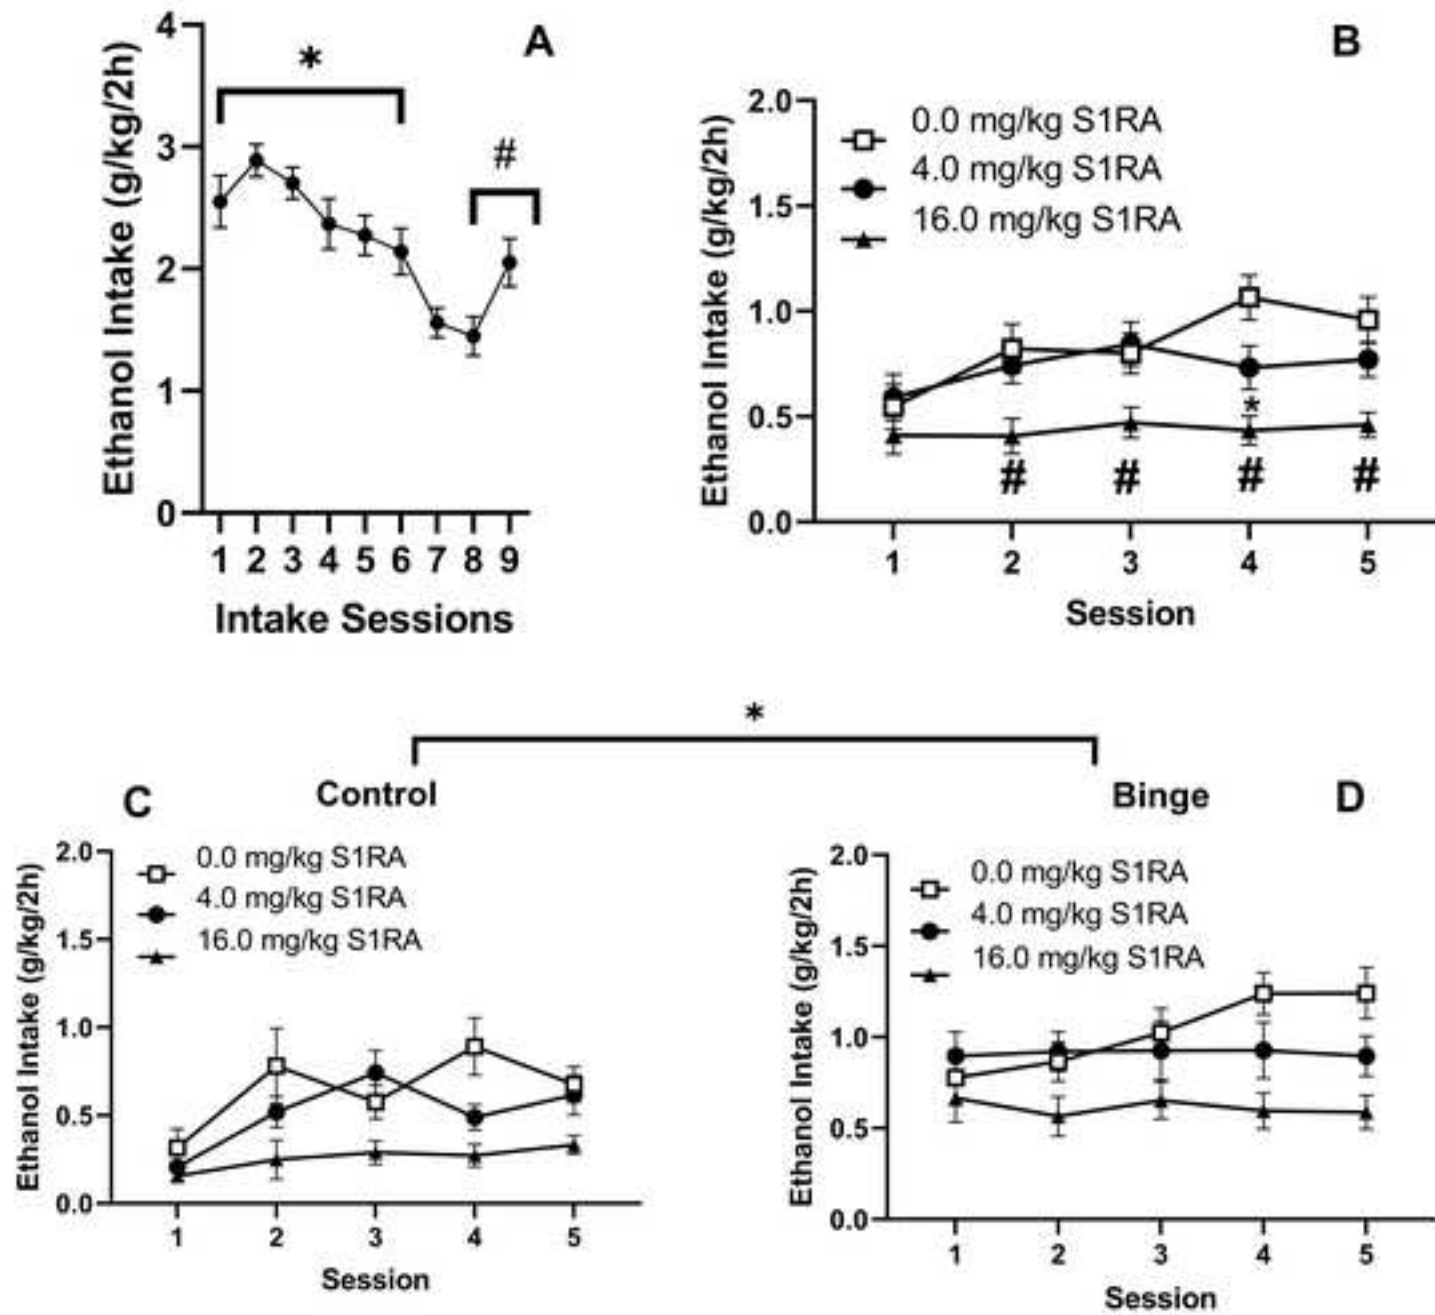 A
Ethanol Intake (g/kg/2h)
4
3
2
1
0
*
#
1 2 3 4 5 6 7 8 9
Intake Sessions
B
Ethanol Intake (g/kg/2h)
2.0
1.5
1.0
0.5
0.0
0.0 mg/kg S1RA
4.0 mg/kg S1RA
16.0 mg/kg S1RA
*
# # # #
1 2 3 4 5
Session
*
C
Control
Ethanol Intake (g/kg/2h)
2.0
1.5
1.0
0.5
0.0
0.0 mg/kg S1RA
4.0 mg/kg S1RA
16.0 mg/kg S1RA
1 2 3 4 5
Session
Binge
D
Ethanol Intake (g/kg/2h)
2.0
1.5
1.0
0.5
0.0
0.0 mg/kg S1RA
4.0 mg/kg S1RA
16.0 mg/kg S1RA
1 2 3 4 5
Session